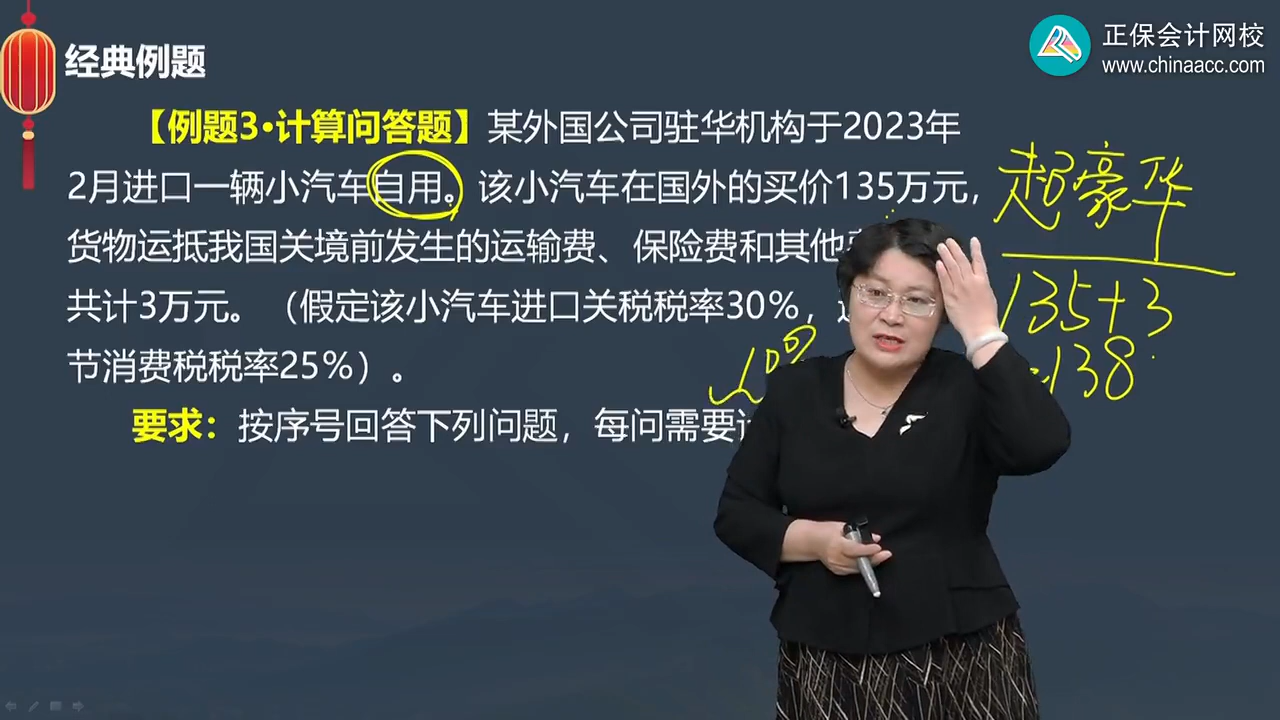 正保会计网校
www.chinaacc.com
经典例题
【例题3·计算问答题】某外国公司驻华机构于2023年
2月进口一辆小汽车自用。该小汽车在国外的买价135万元,
货物运抵我国关境前发生的运输费、保险费和其他
共计3万元。（假定该小汽车进口关税税率30%，
节消费税税率25%）。
要求：按序号回答下列问题，每问需要
超豪华
135+3
138